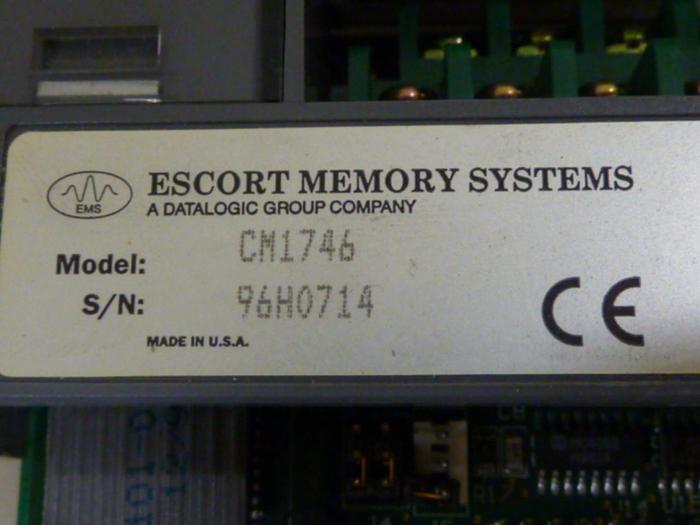 EMS
ESCORT MEMORY SYSTEMS
A DATALOGIC GROUP COMPANY
Model: CM1746
S/N: 96H0714
MADE IN U.S.A.
CE